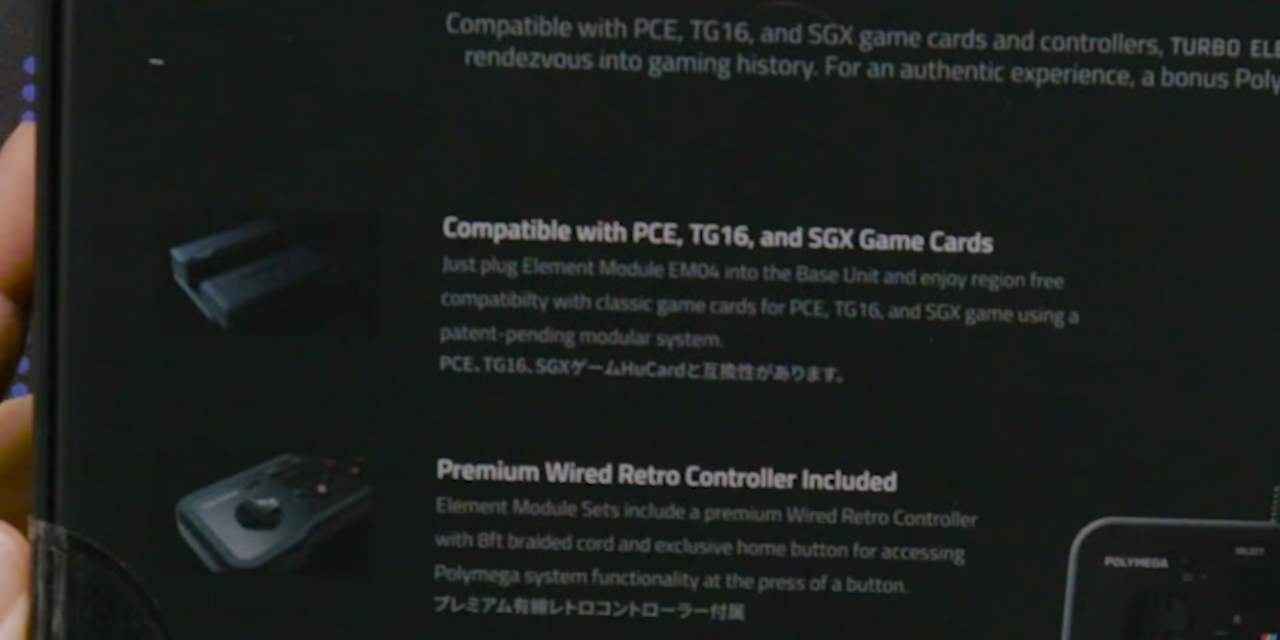 Compatible with PCE, TG16, and SGX game cards and controllers, TURBO
rendezvous into gaming history. For an authentic experience, a bonus
Compatible with PCE, TG16, and SGX Game Cards
Just plug Element Module EM04 into the Base Unit and enjoy region free
compatibilty with classic game cards for PCE, TG16, and SGX game using a
patent-pending modular system.
PCE、TG16、SGXゲームHuCardと互換性があります。
Premium Wired Retro Controller Included
Element Module Sets include a premium Wired Retro Controller
with 8ft braided cord and exclusive home button for accessing
Polymega system functionality at the press of a button.
プレミアム有線レトロコントローラー付属
POLYMEGA
SELECT